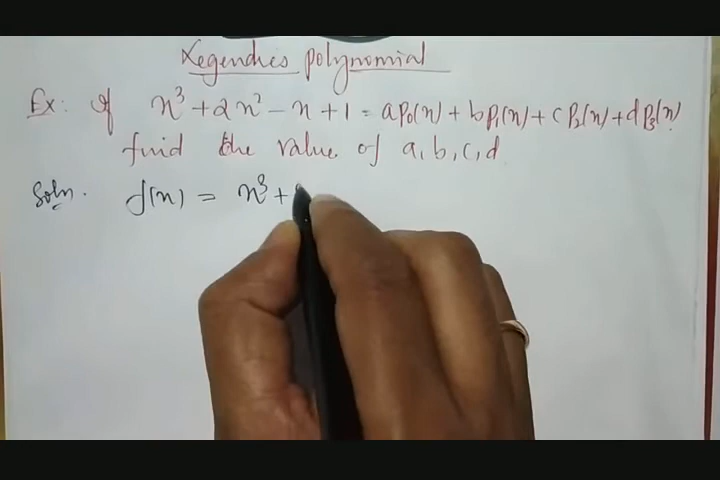 Legendres polynomial
Ex: If x³ + 2x² - x + 1 = aP₀(x) + bP₁(x) + cP₂(x) + dP₃(x)
find the value of a, b, c, d
Soln. f(x) = x³ +